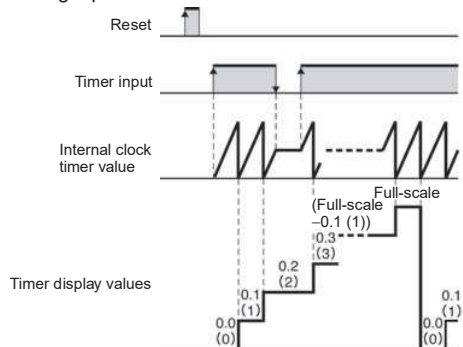 Reset
Timer input
Internal clock
timer value
Full-scale
(Full-scale
–0.1 (1))
0.3
(3)
0.2
(2)
Timer display values
0.1
(1)
0.0
(0)
0.1
(1)
0.0
(0)